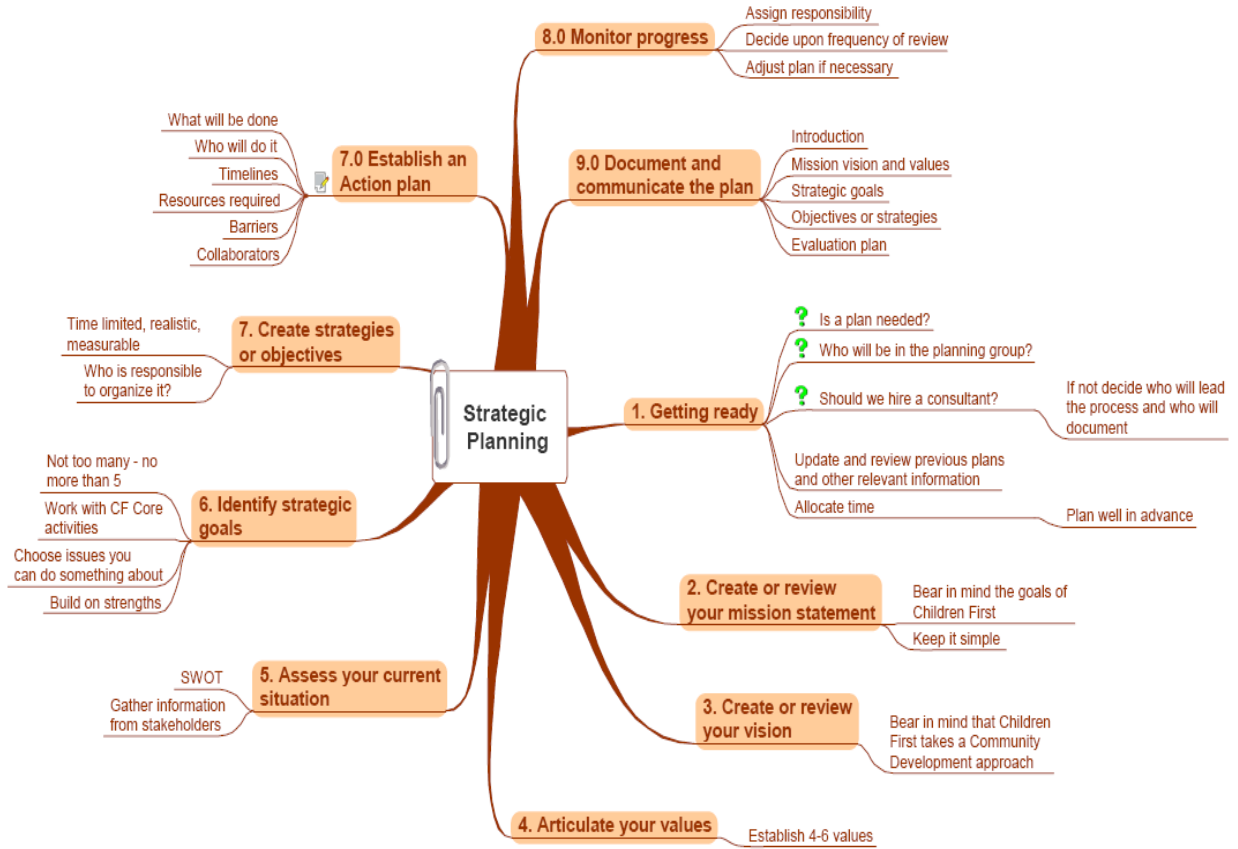 Strategic
Planning
1. Getting ready
? Is a plan needed?
? Who will be in the planning group?
? Should we hire a consultant?
If not decide who will lead
the process and who will
document
Update and review previous plans
and other relevant information
Allocate time
Plan well in advance
2. Create or review
your mission statement
Bear in mind the goals of
Children First
Keep it simple
3. Create or review
your vision
Bear in mind that Children
First takes a Community
Development approach
4. Articulate your values
Establish 4-6 values
5. Assess your current
situation
SWOT
Gather information
from stakeholders
6. Identify strategic
goals
Not too many - no
more than 5
Work with CF Core
activities
Choose issues you
can do something about
Build on strengths
7. Create strategies
or objectives
Time limited, realistic,
measurable
Who is responsible
to organize it?
7.0 Establish an
Action plan
What will be done
Who will do it
Timelines
Resources required
Barriers
Collaborators
8.0 Monitor progress
Assign responsibility
Decide upon frequency of review
Adjust plan if necessary
9.0 Document and
communicate the plan
Introduction
Mission vision and values
Strategic goals
Objectives or strategies
Evaluation plan